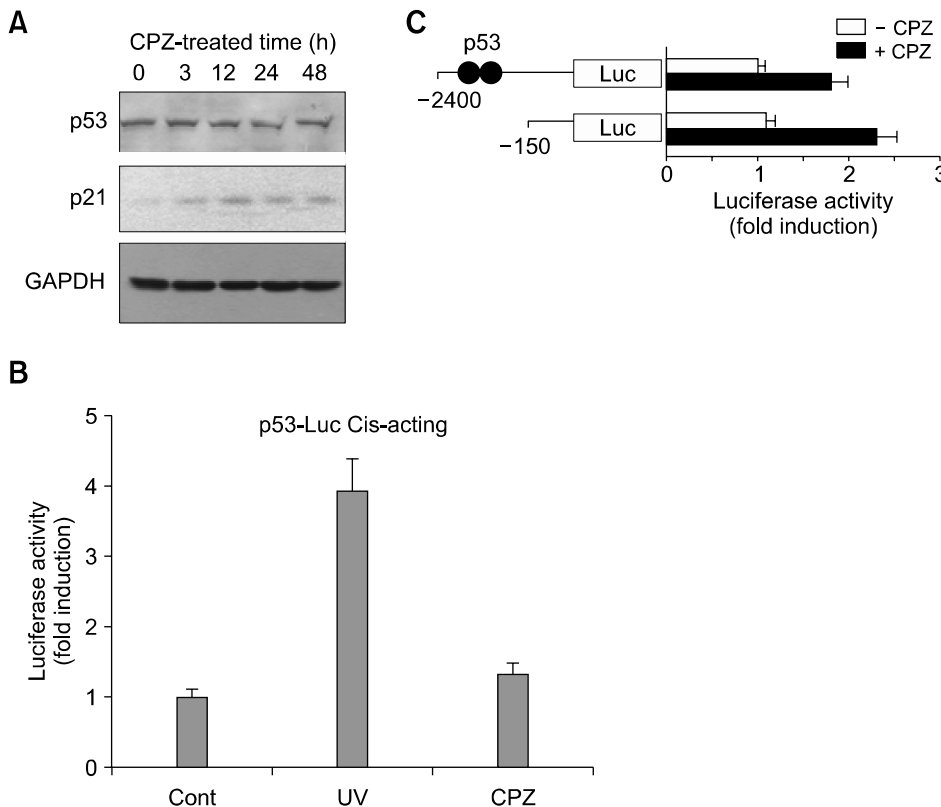 A
CPZ-treated time (h)
0 3 12 24 48
p53
p21
GAPDH
C
− CPZ
+ CPZ
p53
Luc
−2400
Luc
−150
0 1 2 3
Luciferase activity
(fold induction)
B
p53-Luc Cis-acting
Luciferase activity
(fold induction)
5
4
3
2
1
0
Cont UV CPZ